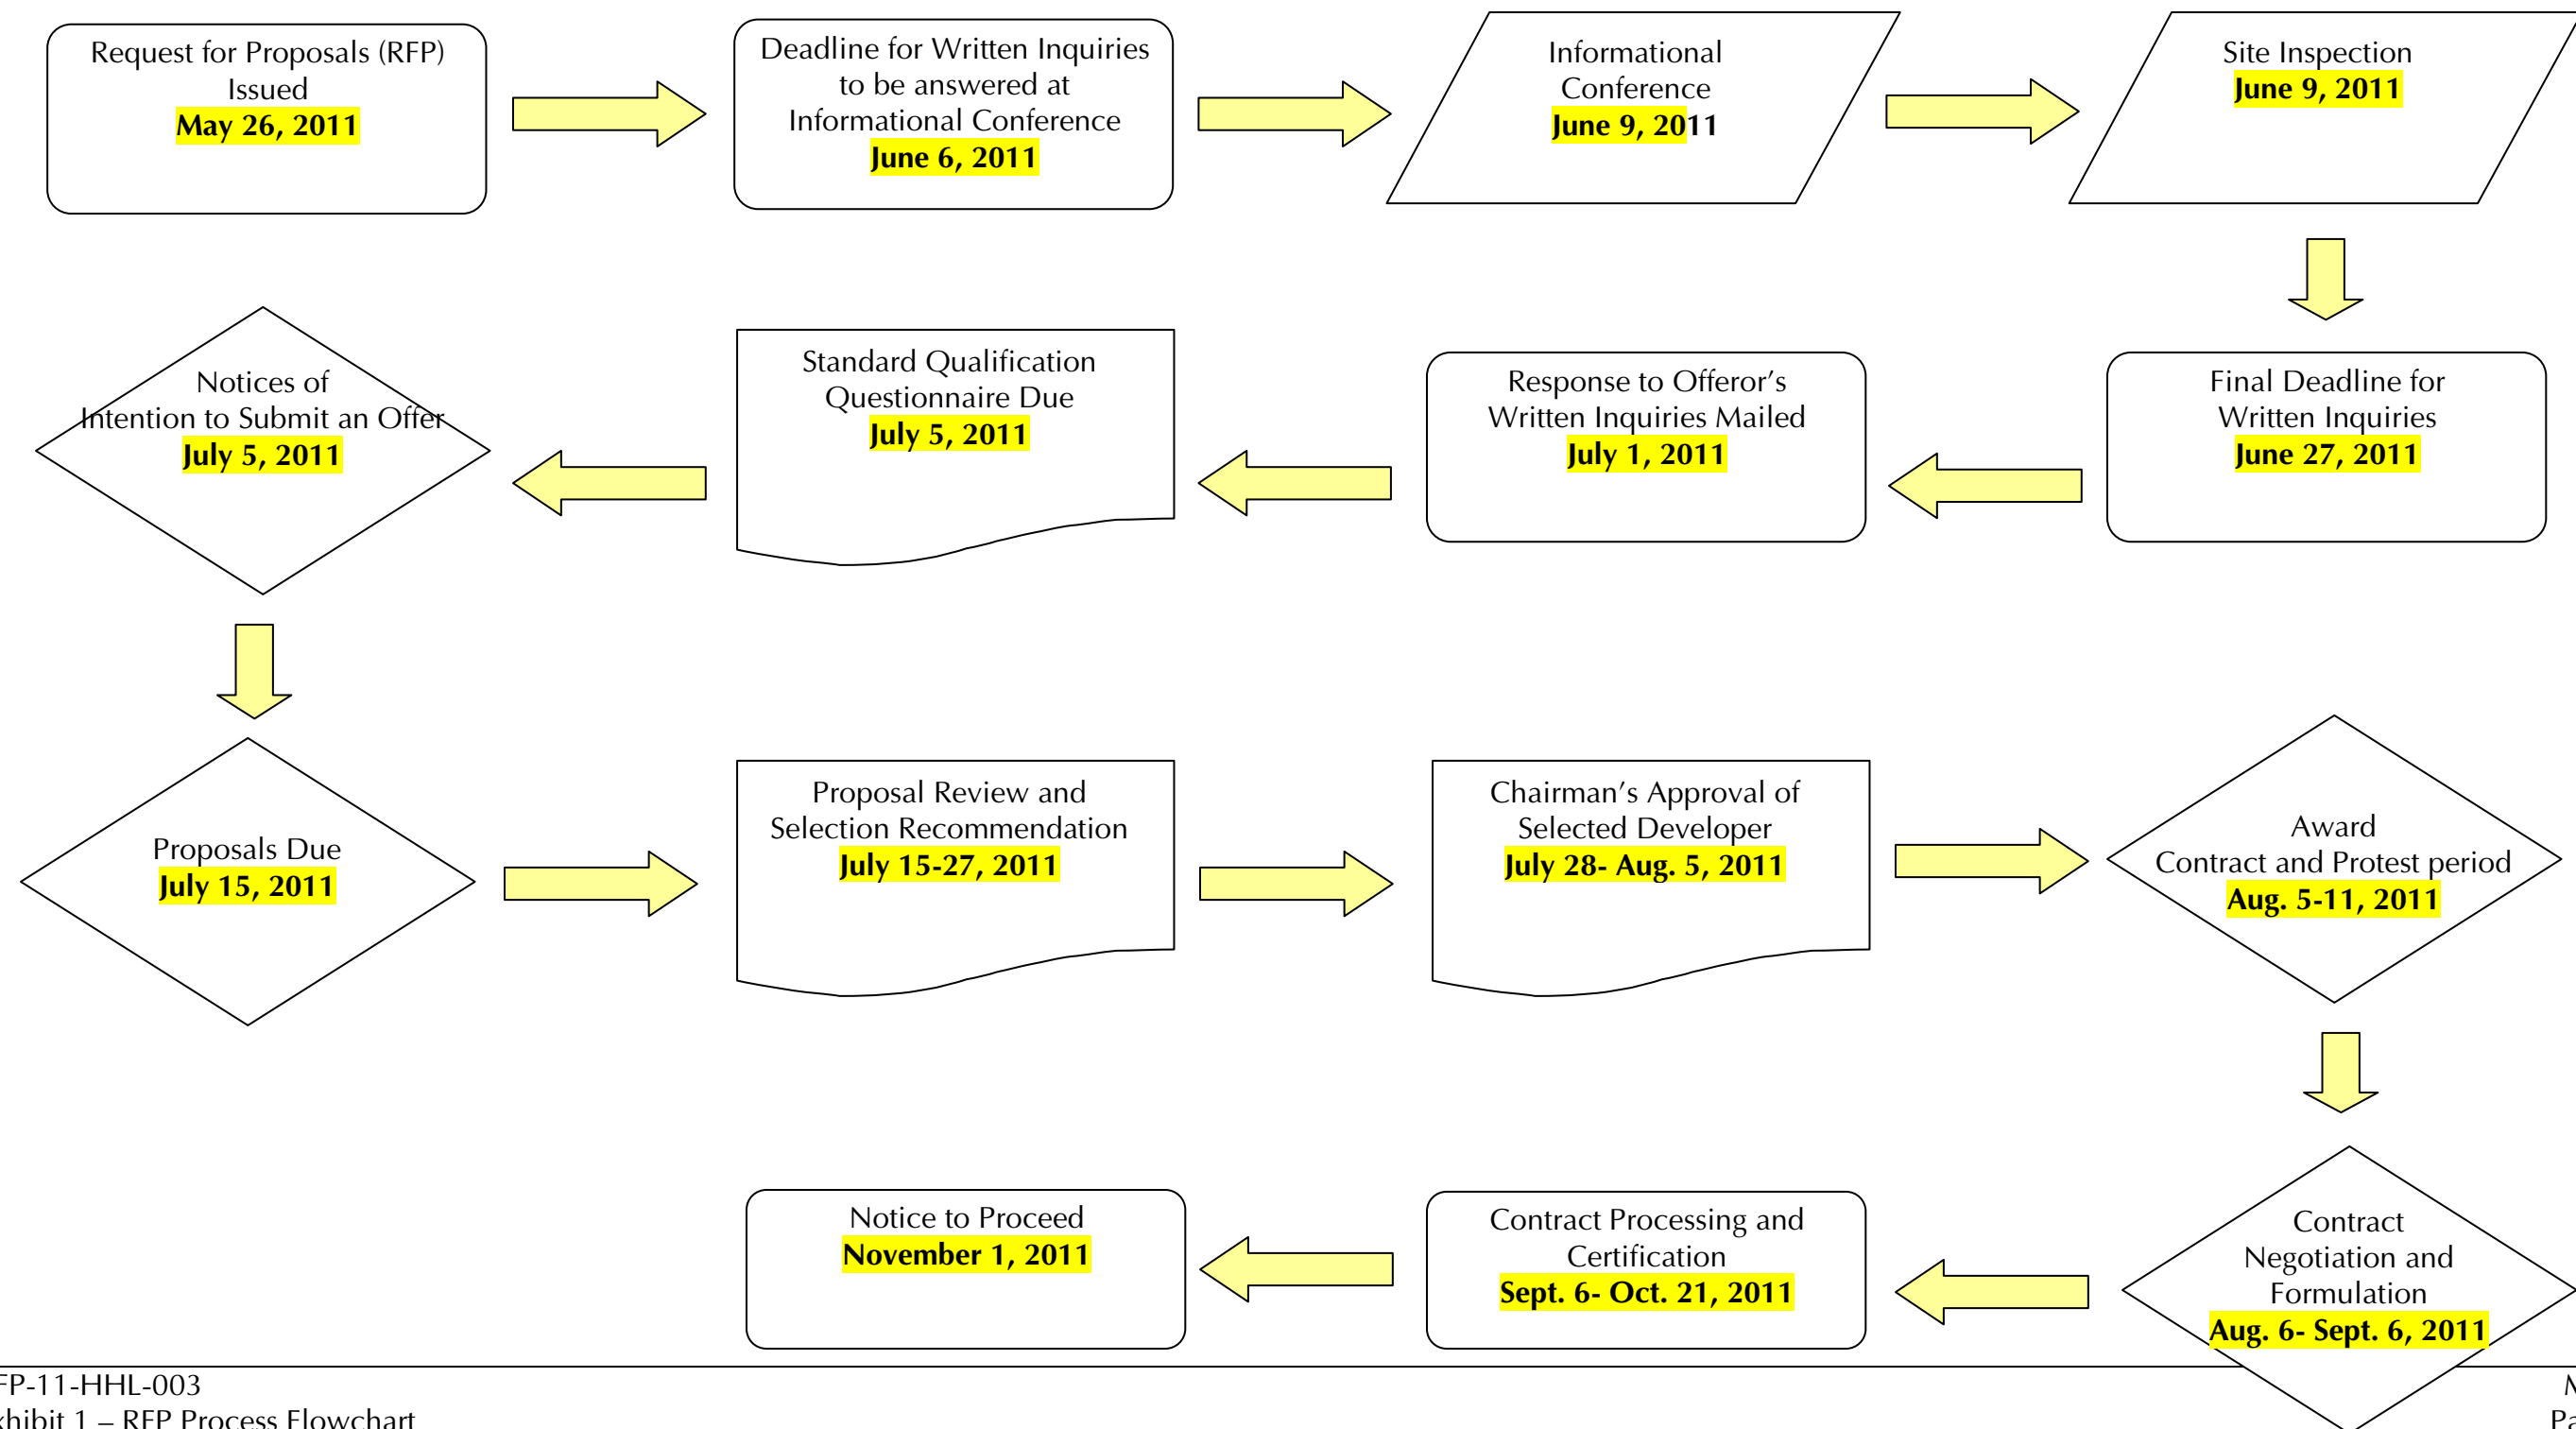 Request for Proposals (RFP)
Issued
May 26, 2011
Deadline for Written Inquiries
to be answered at
Informational Conference
June 6, 2011
Informational
Conference
June 9, 2011
Site Inspection
June 9, 2011
Final Deadline for
Written Inquiries
June 27, 2011
Response to Offeror’s
Written Inquiries Mailed
July 1, 2011
Standard Qualification
Questionnaire Due
July 5, 2011
Notices of
Intention to Submit an Offer
July 5, 2011
Proposals Due
July 15, 2011
Proposal Review and
Selection Recommendation
July 15-27, 2011
Chairman’s Approval of
Selected Developer
July 28- Aug. 5, 2011
Award
Contract and Protest period
Aug. 5-11, 2011
Contract
Negotiation and
Formulation
Aug. 6- Sept. 6, 2011
Contract Processing and
Certification
Sept. 6- Oct. 21, 2011
Notice to Proceed
November 1, 2011
FP-11-HHL-003
xhibit 1 – RFP Process Flowchart